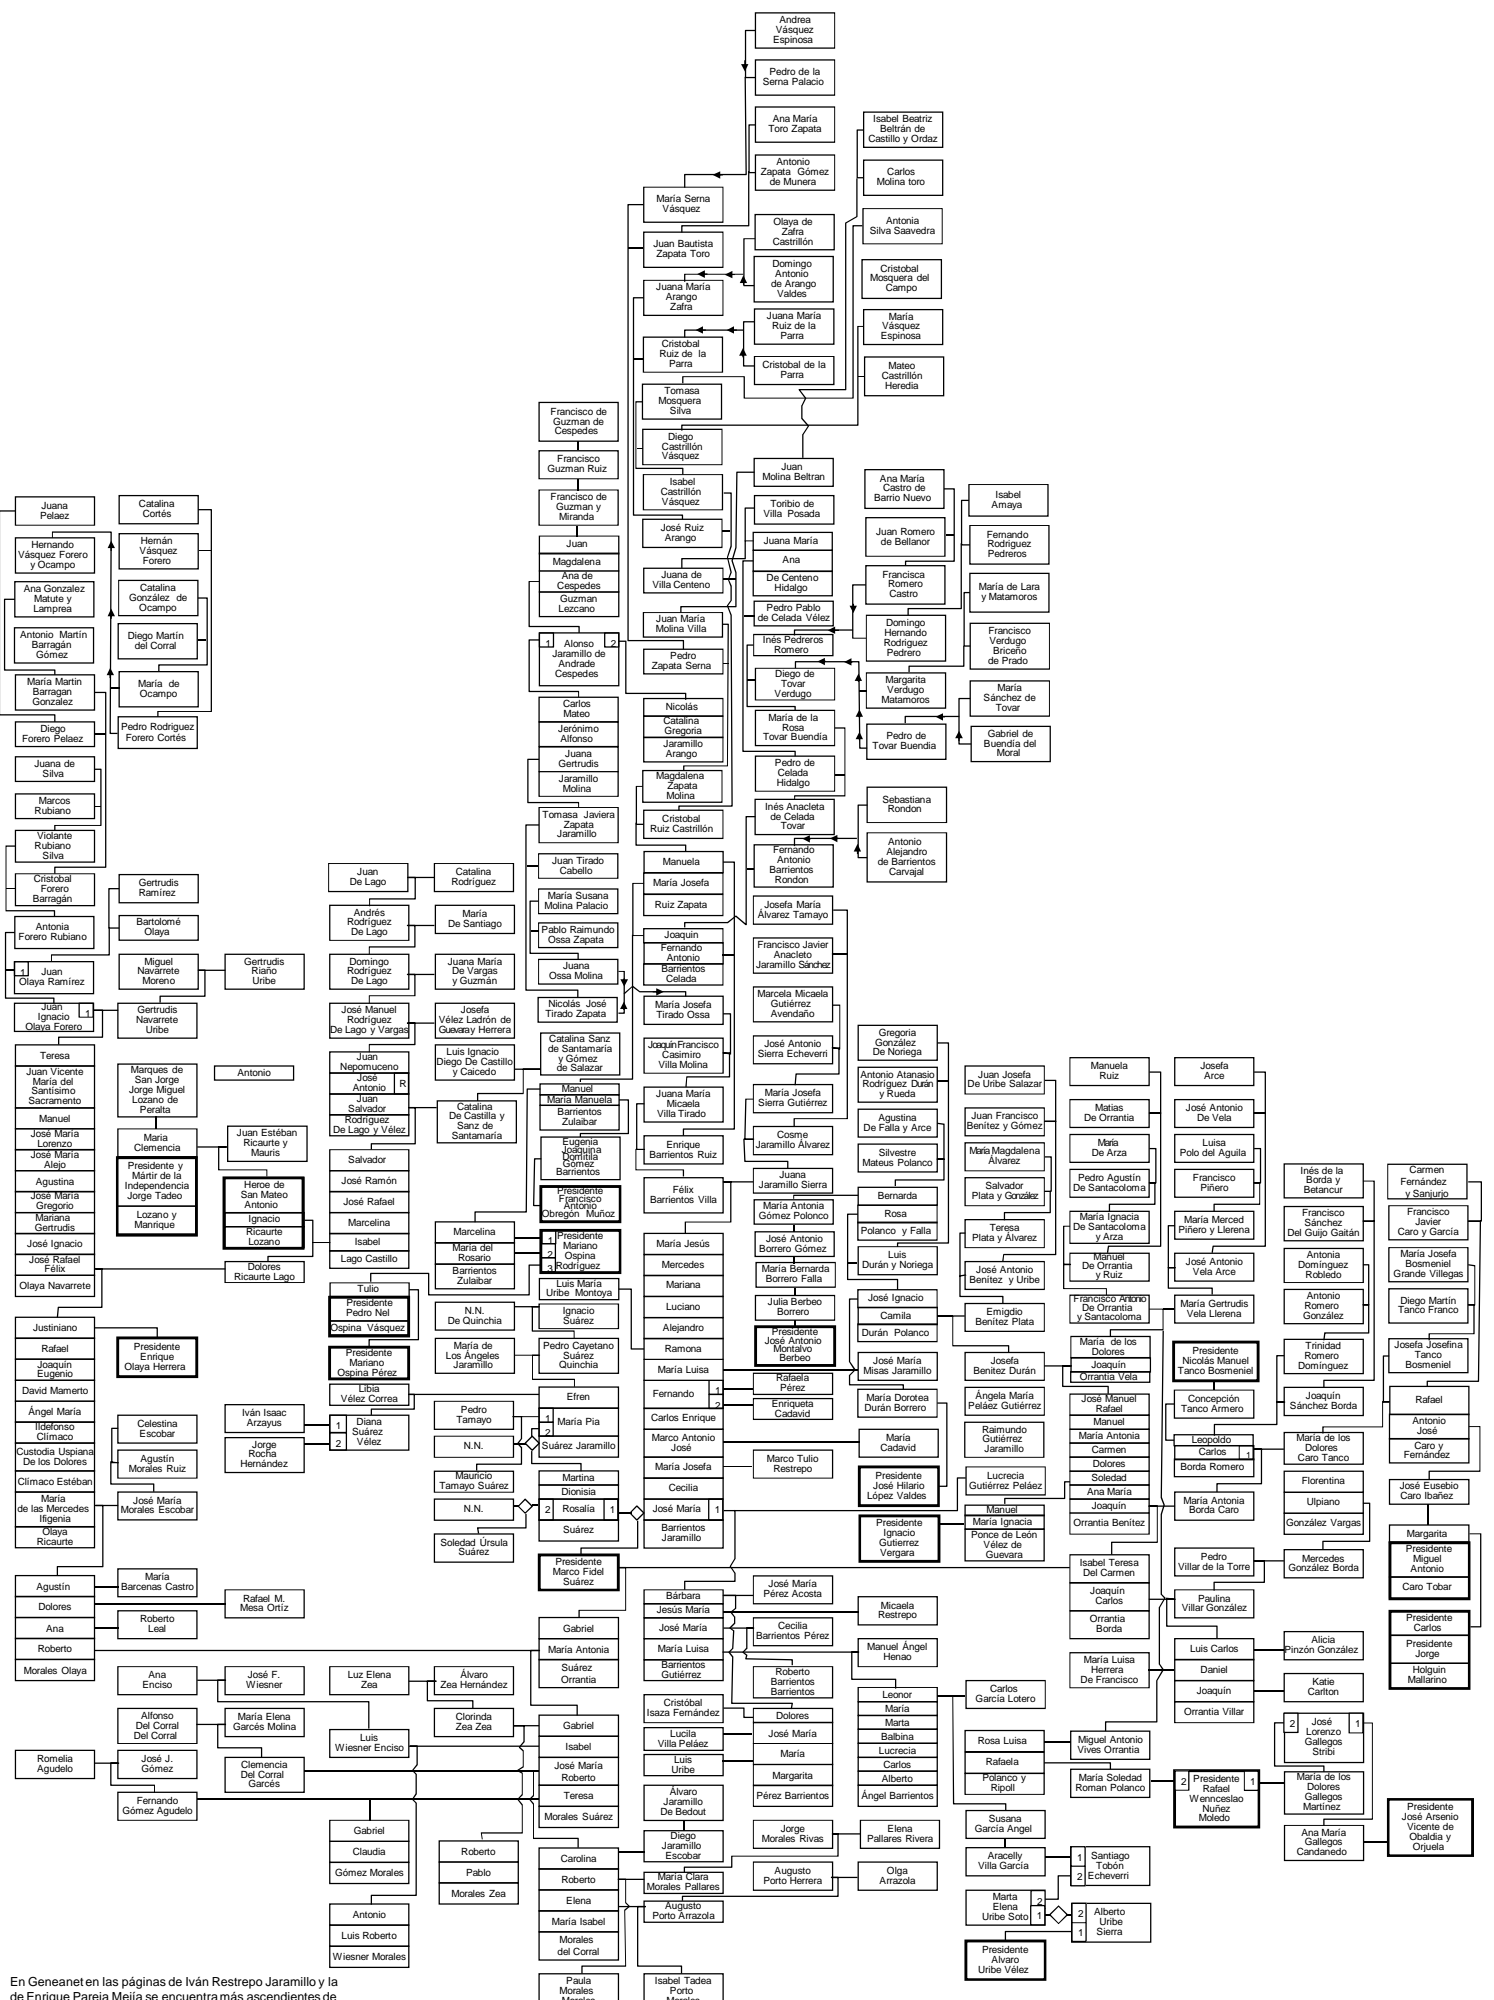 Andrea
Vásquez
Espinosa
Pedro de la
Serna Palacio
Ana María
Toro Zapata
Isabel Beatriz
Beltrán de
Castillo y Ordaz
Antonio
Zapata Gómez
de Munera
Carlos
Molina toro
María Serna
Vásquez
Olaya de
Zafra
Castrillón
Antonia
Silva Saavedra
Juan Bautista
Zapata Toro
Domingo
Antonio
de Arango
Valdes
Cristobal
Mosquera del
Campo
Juana María
Arango
Zafra
Juana María
Ruiz de la
Parra
María
Vásquez
Espinosa
Cristobal
Ruiz de la
Parra
Cristobal de la
Parra
Mateo
Castrillón
Heredia
Tomasa
Mosquera
Silva
Francisco de
Guzman de
Cespedes
Diego
Castrillón
Vásquez
Francisco
Guzman Ruiz
Juan
Molina Beltran
Isabel
Castrillón
Vásquez
Ana María
Castro de
Barrio Nuevo
Isabel
Amaya
Francisco de
Guzman y
Miranda
Toribio de
Villa Posada
José Ruiz
Arango
Juan Romero
de Bellanor
Fernando
Rodriguez
Pedreros
Juana
Pelaez
Catalina
Cortés
Hernando
Vásquez Forero
y Ocampo
Hernán
Vásquez
Forero
Ana Gonzalez
Matute y
Lamprea
Catalina
González de
Ocampo
Antonio Martín
Barragán
Gómez
Diego Martín
del Corral
María Martin
Barragan
Gonzalez
María de
Ocampo
Diego
Forero Pelaez
Pedro Rodriguez
Forero Cortés
Juana de
Silva
Marcos
Rubiano
Violante
Rubiano
Silva
Cristobal
Forero
Barragán
Gertrudis
Ramírez
Antonia
Forero Rubiano
Bartolomé
Olaya
1
Juan
Olaya Ramírez
Miguel
Navarrete
Moreno
Gertrudis
Riaño
Uribe
Juan
Ignacio
Olaya Forero
1
Gertrudis
Navarrete
Uribe
Juan
Magdalena
Ana de
Cespedes
Guzman
Lezcano
1
Alonso
Jaramillo de
Andrade
Cespedes
2
Carlos
Mateo
Jerónimo
Alfonso
Juana
Gertrudis
Jaramillo
Molina
Tomasa Javiera
Zapata
Jaramillo
Juan Tirado
Cabello
María Susana
Molina Palacio
Pablo Raimundo
Ossa Zapata
Juana
Ossa Molina
Nicolás José
Tirado Zapata
Juana de
Villa Centeno
Juan María
Molina Villa
Pedro
Zapata Serna
Nicolás
Catalina
Gregoria
Jaramillo
Arango
Magdalena
Zapata
Molina
Cristobal
Ruiz Castrillón
Manuela
María Josefa
Ruiz Zapata
Joaquin
Fernando
Antonio
Barrientos
Celada
María Josefa
Tirado Ossa
Joaquín Francisco
Casimiro
Villa Molina
Juana María
Micaela
Villa Tirado
Enrique
Barrientos Ruiz
Félix
Barrientos Villa
Juana María
Ana
De Centeno
Hidalgo
Pedro Pablo
de Celada Vélez
Inés Pedreros
Romero
Diego de
Tovar
Verdugo
María de la
Rosa
Tovar Buendía
Pedro de
Celada
Hidalgo
Inés Anacleta
de Celada
Tovar
Fernando
Antonio
Barrientos
Rondon
Josefa María
Álvarez Tamayo
Francisco Javier
Anacleto
Jaramillo Sánchez
Marcela Micaela
Gutiérrez
Avendaño
José Antonio
Sierra Echeverri
María Josefa
Sierra Gutiérrez
Cosme
Jaramillo Álvarez
Juana
Jaramillo Sierra
Francisca
Romero
Castro
Domingo
Hernando
Rodriguez
Pedrero
Margarita
Verdugo
Matamoros
Pedro de
Tovar Buendia
María de Lara
y Matamoros
Francisco
Verdugo
Briceño
de Prado
María
Sánchez de
Tovar
Gabriel de
Buendía del
Moral
Sebastiana
Rondon
Antonio
Alejandro
de Barrientos
Carvajal
Juan
De Lago
Catalina
Rodríguez
Andrés
Rodríguez
De Lago
María
De Santiago
Domingo
Rodríguez
De Lago
Juana María
De Vargas
y Guzmán
José Manuel
Rodríguez
De Lago y Vargas
Josefa
Vélez Ladrón de
Guevara y Herrera
Juan
Nepomuceno
José
Antonio
R
Juan
Salvador
Rodríguez
De Lago y Vélez
Luis Ignacio
Diego De Castillo
y Caicedo
Catalina Sanz
de Santamaría
y Gómez
de Salazar
Catalina
De Castilla y
Sanz de
Santamaría
Manuel
María Manuela
Barrientos
Zulaibar
Eugenia
Joaquina
Domitila
Gómez
Barrientos
Presidente
Francisco
Antonio
Obregón Muñoz
Teresa
Juan Vicente
María del
Santísimo
Sacramento
Manuel
José María
Lorenzo
José María
Alejo
Agustina
José María
Gregorio
Mariana
Gertrudis
José Ignacio
José Rafael
Félix
Olaya Navarrete
Marques de
San Jorge
Jorge Miguel
Lozano de
Peralta
Antonio
Maria
Clemencia
Juan Estéban
Ricaurte y
Mauris
Presidente y
Mártir de la
Independencia
Jorge Tadeo
Lozano y
Manrique
Heroe de
San Mateo
Antonio
Ignacio
Ricaurte
Lozano
Dolores
Ricaurte Lago
Salvador
José Ramón
José Rafael
Marcelina
Isabel
Lago Castillo
Marcelina
María del
Rosario
Barrientos
Zulaibar
1
2
3
Presidente
Mariano
Ospina
Rodríguez
Tulio
Presidente
Pedro Nel
Ospina Vásquez
Presidente
Mariano
Ospina Pérez
Luis María
Uribe Montoya
N.N.
De Quinchia
Ignacio
Suárez
María de
Los Ángeles
Jaramillo
Pedro Cayetano
Suárez
Quinchia
Justiniano
Rafael
Joaquín
Eugenio
David Mamerto
Ángel María
Ildefonso
Clímaco
Custodia Uspiana
De los Dolores
Clímaco Estéban
María
de las Mercedes
Ifigenia
Olaya
Ricaurte
Presidente
Enrique
Olaya Herrera
Celestina
Escobar
Agustín
Morales Ruiz
José María
Morales Escobar
Iván Isaac
Arzayus
Jorge
Rocha
Hernández
Libia
Vélez Correa
1
2
Diana
Suárez
Vélez
Pedro
Tamayo
N.N.
Mauricio
Tamayo Suárez
N.N.
Soledad Úrsula
Suárez
Efren
1
2
María Pia
Suárez Jaramillo
Martina
Dionisia
2
Rosalía
1
Suárez
Presidente
Marco Fidel
Suárez
María Jesús
Mercedes
Mariana
Luciano
Alejandro
Ramona
María Luisa
Fernando
1
2
Carlos Enrique
Marco Antonio
José
María Josefa
Cecilia
José María
1
Barrientos
Jaramillo
María Antonia
Gómez Polonco
José Antonio
Borrero Gómez
María Bernarda
Borrero Falla
Julia Berbeo
Borrero
Presidente
José Antonio
Montalvo
Berbeo
Rafaela
Pérez
Enriqueta
Cadavid
Marco Tulio
Restrepo
Gregoria
González
De Noriega
Antonio Atanasio
Rodríguez Durán
y Rueda
Agustina
De Falla y Arce
Silvestre
Mateus Polanco
Bernarda
Rosa
Polanco y Falla
Luis
Durán y Noriega
José Ignacio
Camila
Durán Polanco
José María
Misas Jaramillo
María Dorotea
Durán Borrero
María
Cadavid
Presidente
José Hilario
López Valdes
Presidente
Ignacio
Gutierrez
Vergara
Juan Josefa
De Uribe Salazar
Juan Francisco
Benítez y Gómez
María Magdalena
Álvarez
Salvador
Plata y González
Teresa
Plata y Álvarez
José Antonio
Benítez y Uribe
Emigdio
Benítez Plata
Josefa
Benitez Durán
Ángela María
Peláez Gutiérrez
Raimundo
Gutiérrez
Jaramillo
Lucrecia
Gutiérrez Peláez
Manuel
María Ignacia
Ponce de León
Vélez de
Guevara
Manuela
Ruiz
Matias
De Orrantia
María
De Arza
Pedro Agustín
De Santacoloma
María Ignacia
De Santacoloma
y Arza
Manuel
De Orrantia
y Ruiz
Francisco Antonio
De Orrantia
y Santacoloma
María de los
Dolores
Joaquín
Orrantia Vela
José Manuel
Rafael
Manuel
María Antonia
Carmen
Dolores
Soledad
Ana María
Joaquín
Orrantia Benítez
Isabel Teresa
Del Carmen
Joaquín
Carlos
Orrantia
Borda
Josefa
Arce
José Antonio
De Vela
Luisa
Polo del Aguila
Francisco
Piñero
María Merced
Piñero y Llerena
José Antonio
Vela Arce
María Gertrudis
Vela Llerena
Presidente
Nicolás Manuel
Tanco Bosmeniel
Concepción
Tanco Armero
Leopoldo
Carlos
1
Borda Romero
María Antonia
Borda Caro
Pedro
Villar de la Torre
Paulina
Villar González
Inés de la
Borda y
Betancur
Francisco
Sánchez
Del Guijo Gaitán
Antonia
Domínguez
Robledo
Antonio
Romero
González
Trinidad
Romero
Domínguez
Joaquín
Sánchez Borda
María de los
Dolores
Caro Tanco
Florentina
Ulpiano
González Vargas
Mercedes
González Borda
Carmen
Fernández
y Sanjurjo
Francisco
Javier
Caro y García
María Josefa
Bosmeniel
Grande Villegas
Diego Martín
Tanco Franco
Josefa Josefina
Tanco
Bosmeniel
Rafael
Antonio
José
Caro y
Fernández
José Eusebio
Caro Ibañez
Margarita
Presidente
Miguel
Antonio
Caro Tobar
Presidente
Carlos
Presidente
Jorge
Holguin
Mallarino
Agustín
Dolores
Ana
Roberto
Morales Olaya
María
Barcenas Castro
Rafael M.
Mesa Ortíz
Roberto
Leal
Ana
Enciso
José F.
Wiesner
Luz Elena
Zea
Álvaro
Zea Hernández
Alfonso
Del Corral
Del Corral
María Elena
Garcés Molina
Clorinda
Zea Zea
Luis
Wiesner Enciso
Romelia
Agudelo
José J.
Gómez
Clemencia
Del Corral
Garcés
Fernando
Gómez Agudelo
Gabriel
Claudia
Gómez Morales
Antonio
Luis Roberto
Wiesner Morales
Roberto
Pablo
Morales Zea
Gabriel
María Antonia
Suárez
Orrantia
Gabriel
Isabel
José María
Roberto
Teresa
Morales Suárez
Carolina
Roberto
Elena
María Isabel
Morales
del Corral
Bárbara
Jesús María
José María
María Luisa
Barrientos
Gutiérrez
Cristóbal
Isaza Fernández
Lucila
Villa Peláez
Luis
Uribe
Álvaro
Jaramillo
De Bedout
Diego
Jaramillo
Escobar
María Clara
Morales Pallares
Augusto
Porto Arrazola
José María
Pérez Acosta
Cecilia
Barrientos Pérez
Roberto
Barrientos
Barrientos
Dolores
José María
María
Margarita
Pérez Barrientos
Jorge
Morales Rivas
Elena
Pallares Rivera
Augusto
Porto Herrera
Olga
Arrazola
Micaela
Restrepo
Manuel Ángel
Henao
Leonor
María
Marta
Balbina
Lucrecia
Carlos
Alberto
Ángel Barrientos
Carlos
García Lotero
Rosa Luisa
Rafaela
Polanco y
Ripoll
Susana
García Angel
Aracelly
Villa García
1
2
Santiago
Tobón
Echeverri
Marta
Elena
Uribe Soto
2
1
2
1
Alberto
Uribe
Sierra
Presidente
Alvaro
Uribe Vélez
María Luisa
Herrera
De Francisco
Luis Carlos
Daniel
Joaquín
Orrantia Villar
Alicia
Pinzón González
Katie
Carlton
Miguel Antonio
Vives Orrantia
María Soledad
Roman Polanco
2
Presidente
Rafael
Wennceslao
Nuñez
Moledo
1
2
José
Lorenzo
Gallegos
Stribi
1
María de los
Dolores
Gallegos
Martinez
Ana María
Gallegos
Candanedo
Presidente
José Arsenio
Vicente de
Obaldia y
Orjuela
Paula
Morales
Isabel Tadea
Porto
En Geneanet en las páginas de Iván Restrepo Jaramillo y la
de Enrique Pareja Mejía se encuentra más ascendientes de